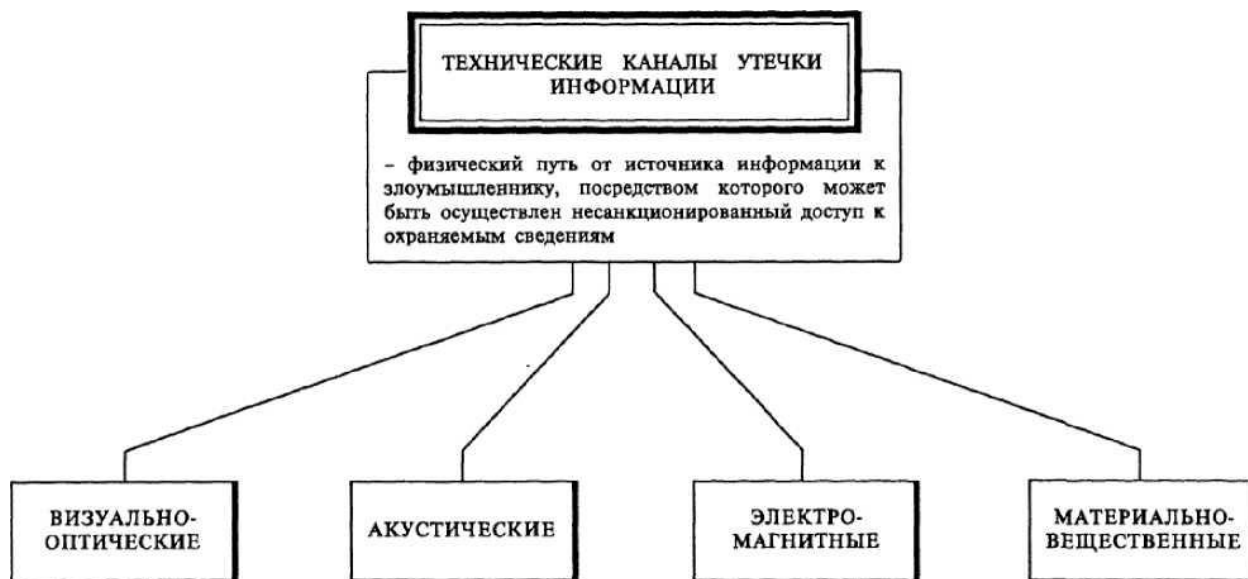 ТЕХНИЧЕСКИЕ КАНАЛЫ УТЕЧКИ
ИНФОРМАЦИИ
– физический путь от источника информации к
злоумышленнику, посредством которого может
быть осуществлен несанкционированный доступ к
охраняемым сведениям
ВИЗУАЛЬНО-
ОПТИЧЕСКИЕ
АКУСТИЧЕСКИЕ
ЭЛЕКТРО-
МАГНИТНЫЕ
МАТЕРИАЛЬНО-
ВЕЩЕСТВЕННЫЕ